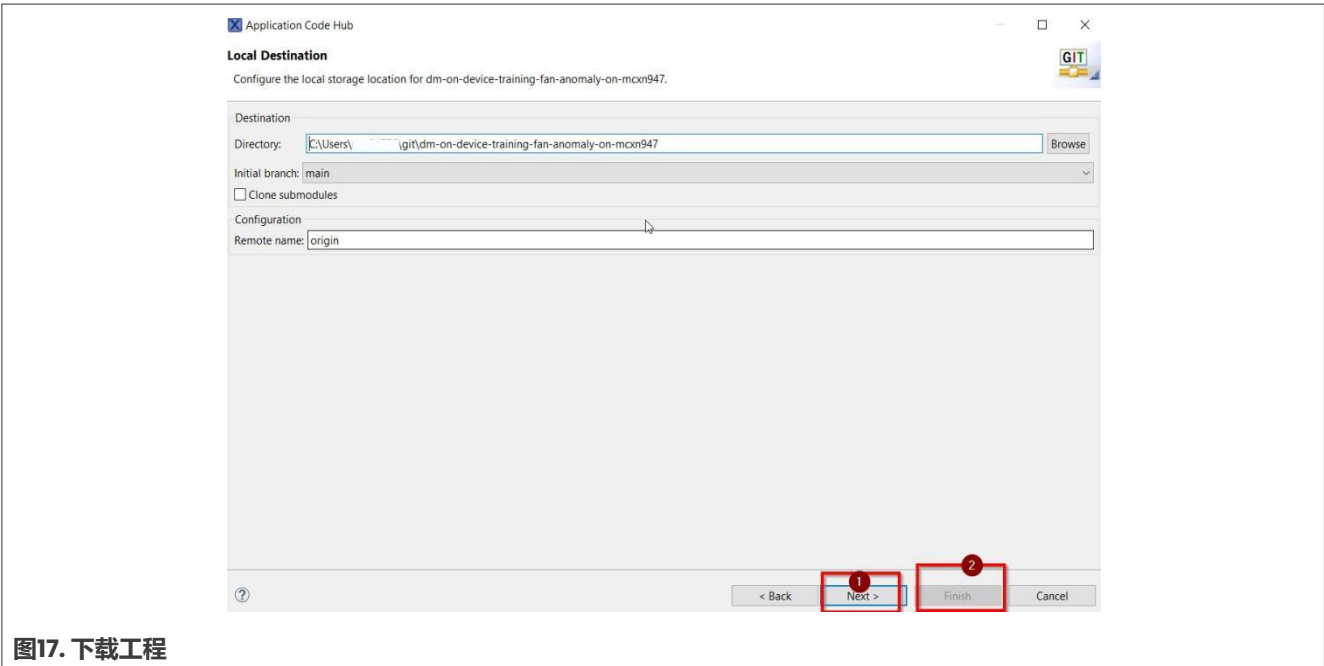 Application Code Hub
Local Destination
GIT
Configure the local storage location for dm-on-device-training-fan-anomaly-on-mcxn947.
Destination
Directory: C:\Users\ \git\dm-on-device-training-fan-anomaly-on-mcxn947 Browse
Initial branch: main
Clone submodules
Configuration
Remote name: origin
1 2
? < Back Next > Finish Cancel
图17. 下载工程